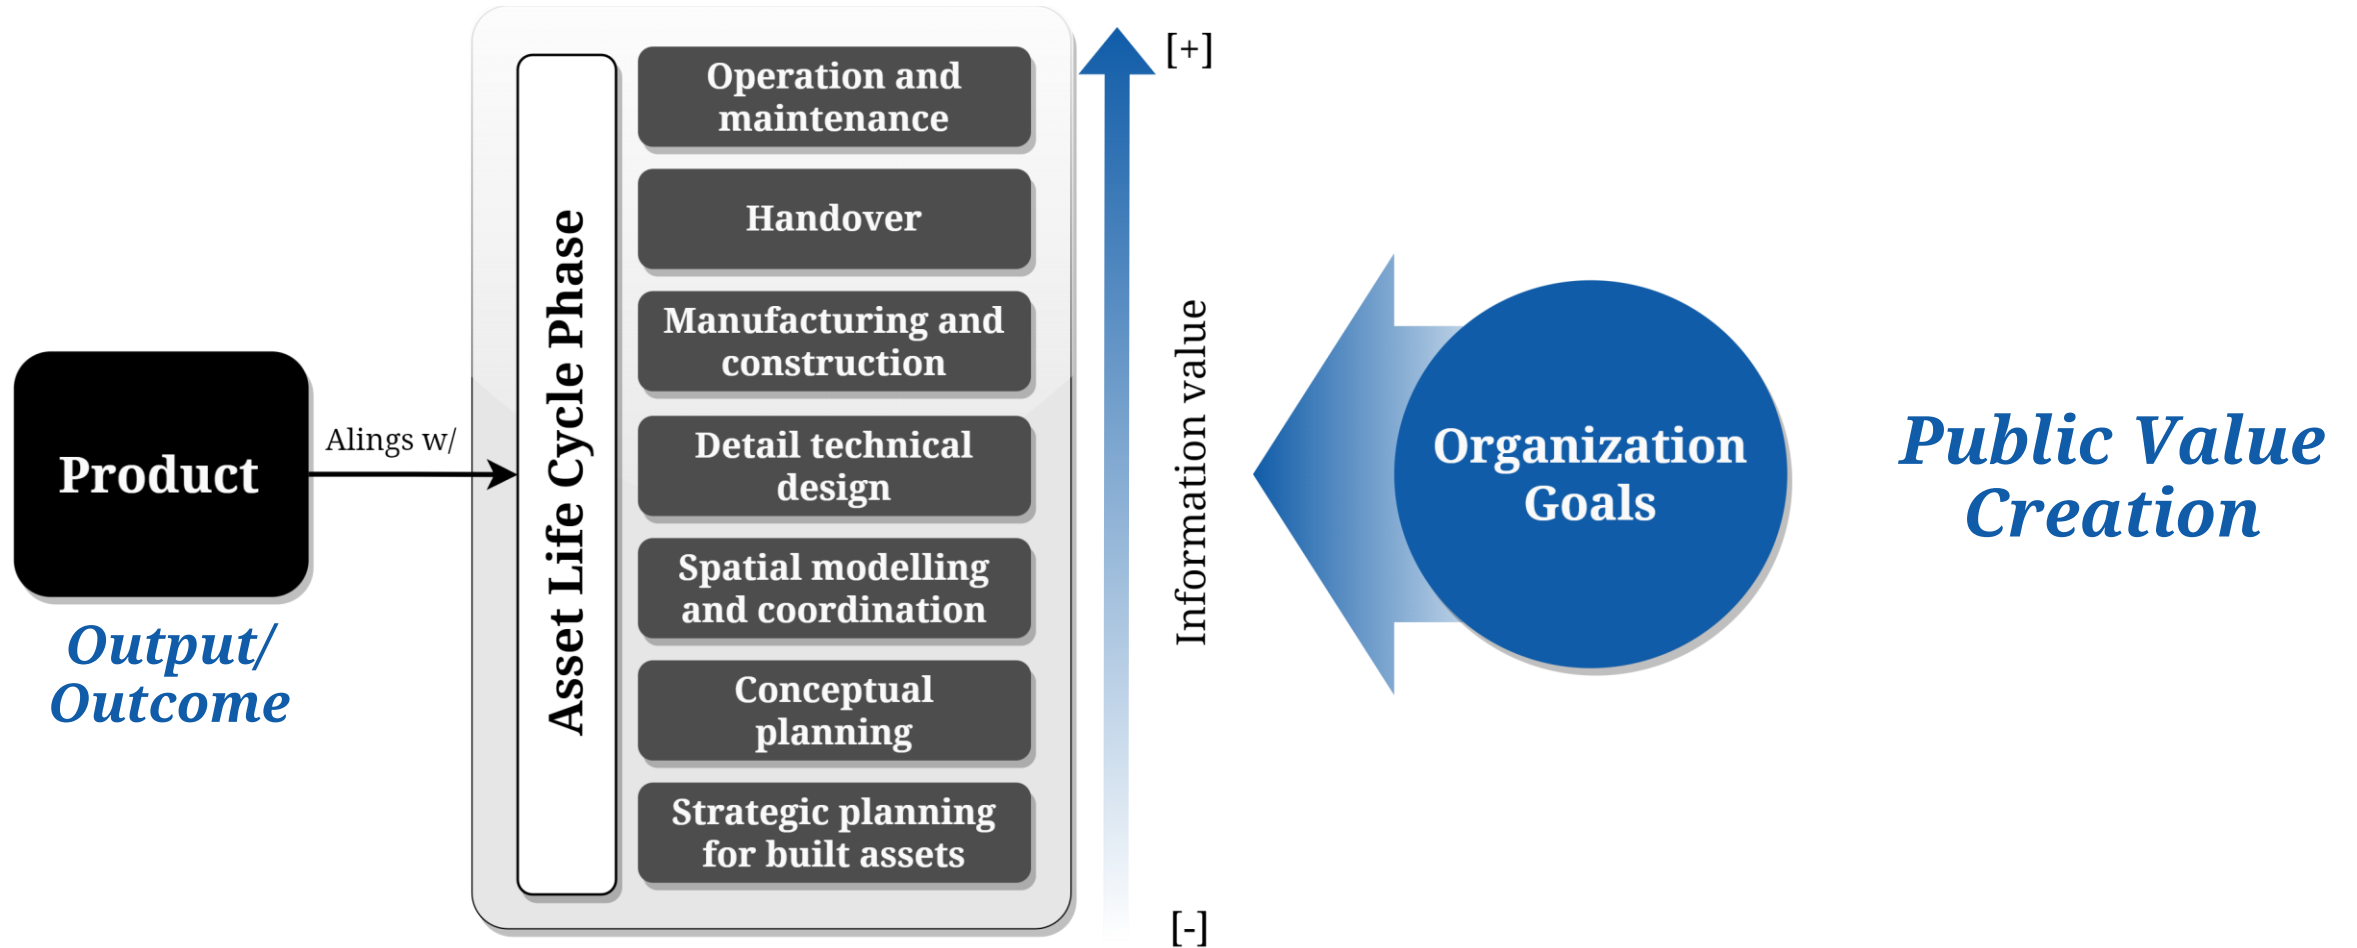 Product
Output/
Outcome
Alings w/
Asset Life Cycle Phase
Operation and
maintenance
Handover
Manufacturing and
construction
Detail technical
design
Spatial modelling
and coordination
Conceptual
planning
Strategic planning
for built assets
[+]
Information value
[-]
Organization
Goals
Public Value
Creation